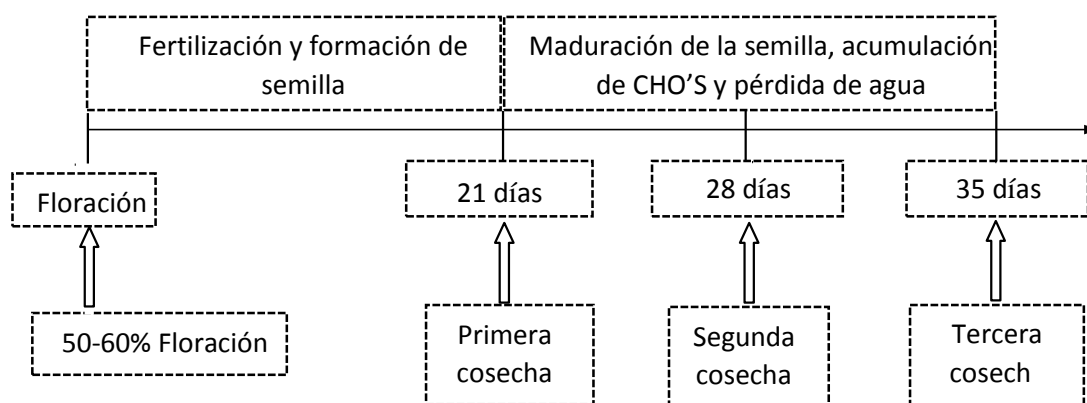 Fertilización y formación de
semilla
Maduración de la semilla, acumulación
de CHO'S y pérdida de agua
Floración
21 días
28 días
35 días
50-60% Floración
Primera
cosecha
Segunda
cosecha
Tercera
cosech